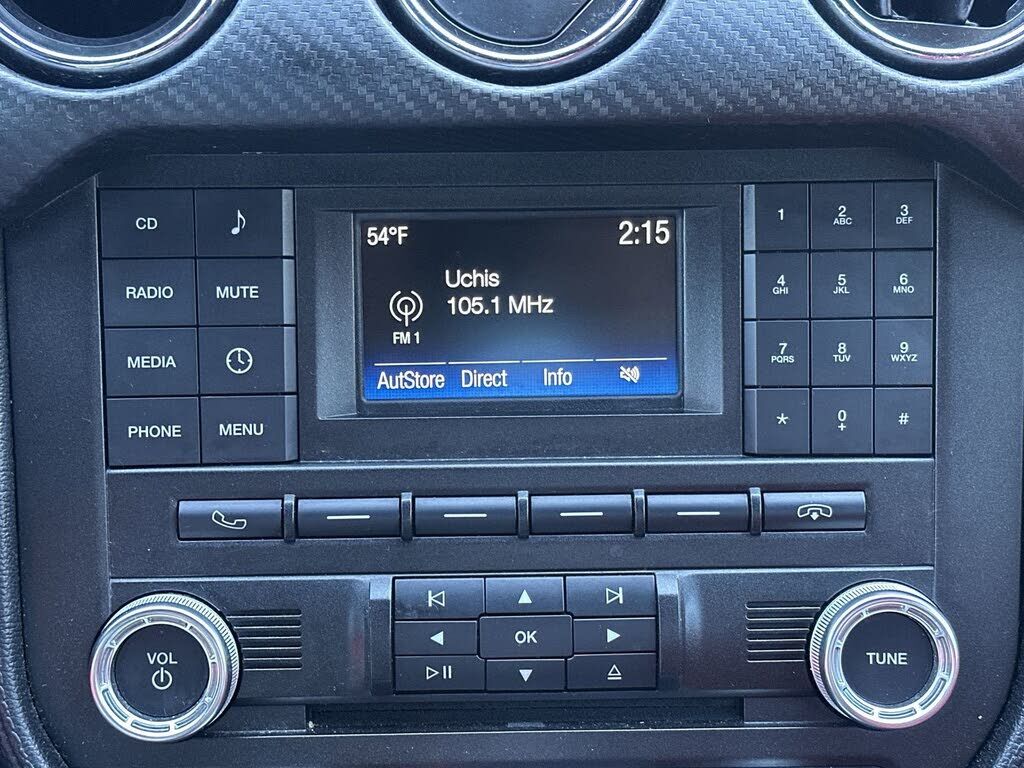 54°F 2:15
Uchis
105.1 MHz
FM 1
AutStore Direct Info
CD
RADIO MUTE
MEDIA
PHONE MENU
1 2 ABC 3 DEF
4 GHI 5 JKL 6 MNO
7 PQRS 8 TUV 9 WXYZ
* 0 + #
OK
VOL
TUNE